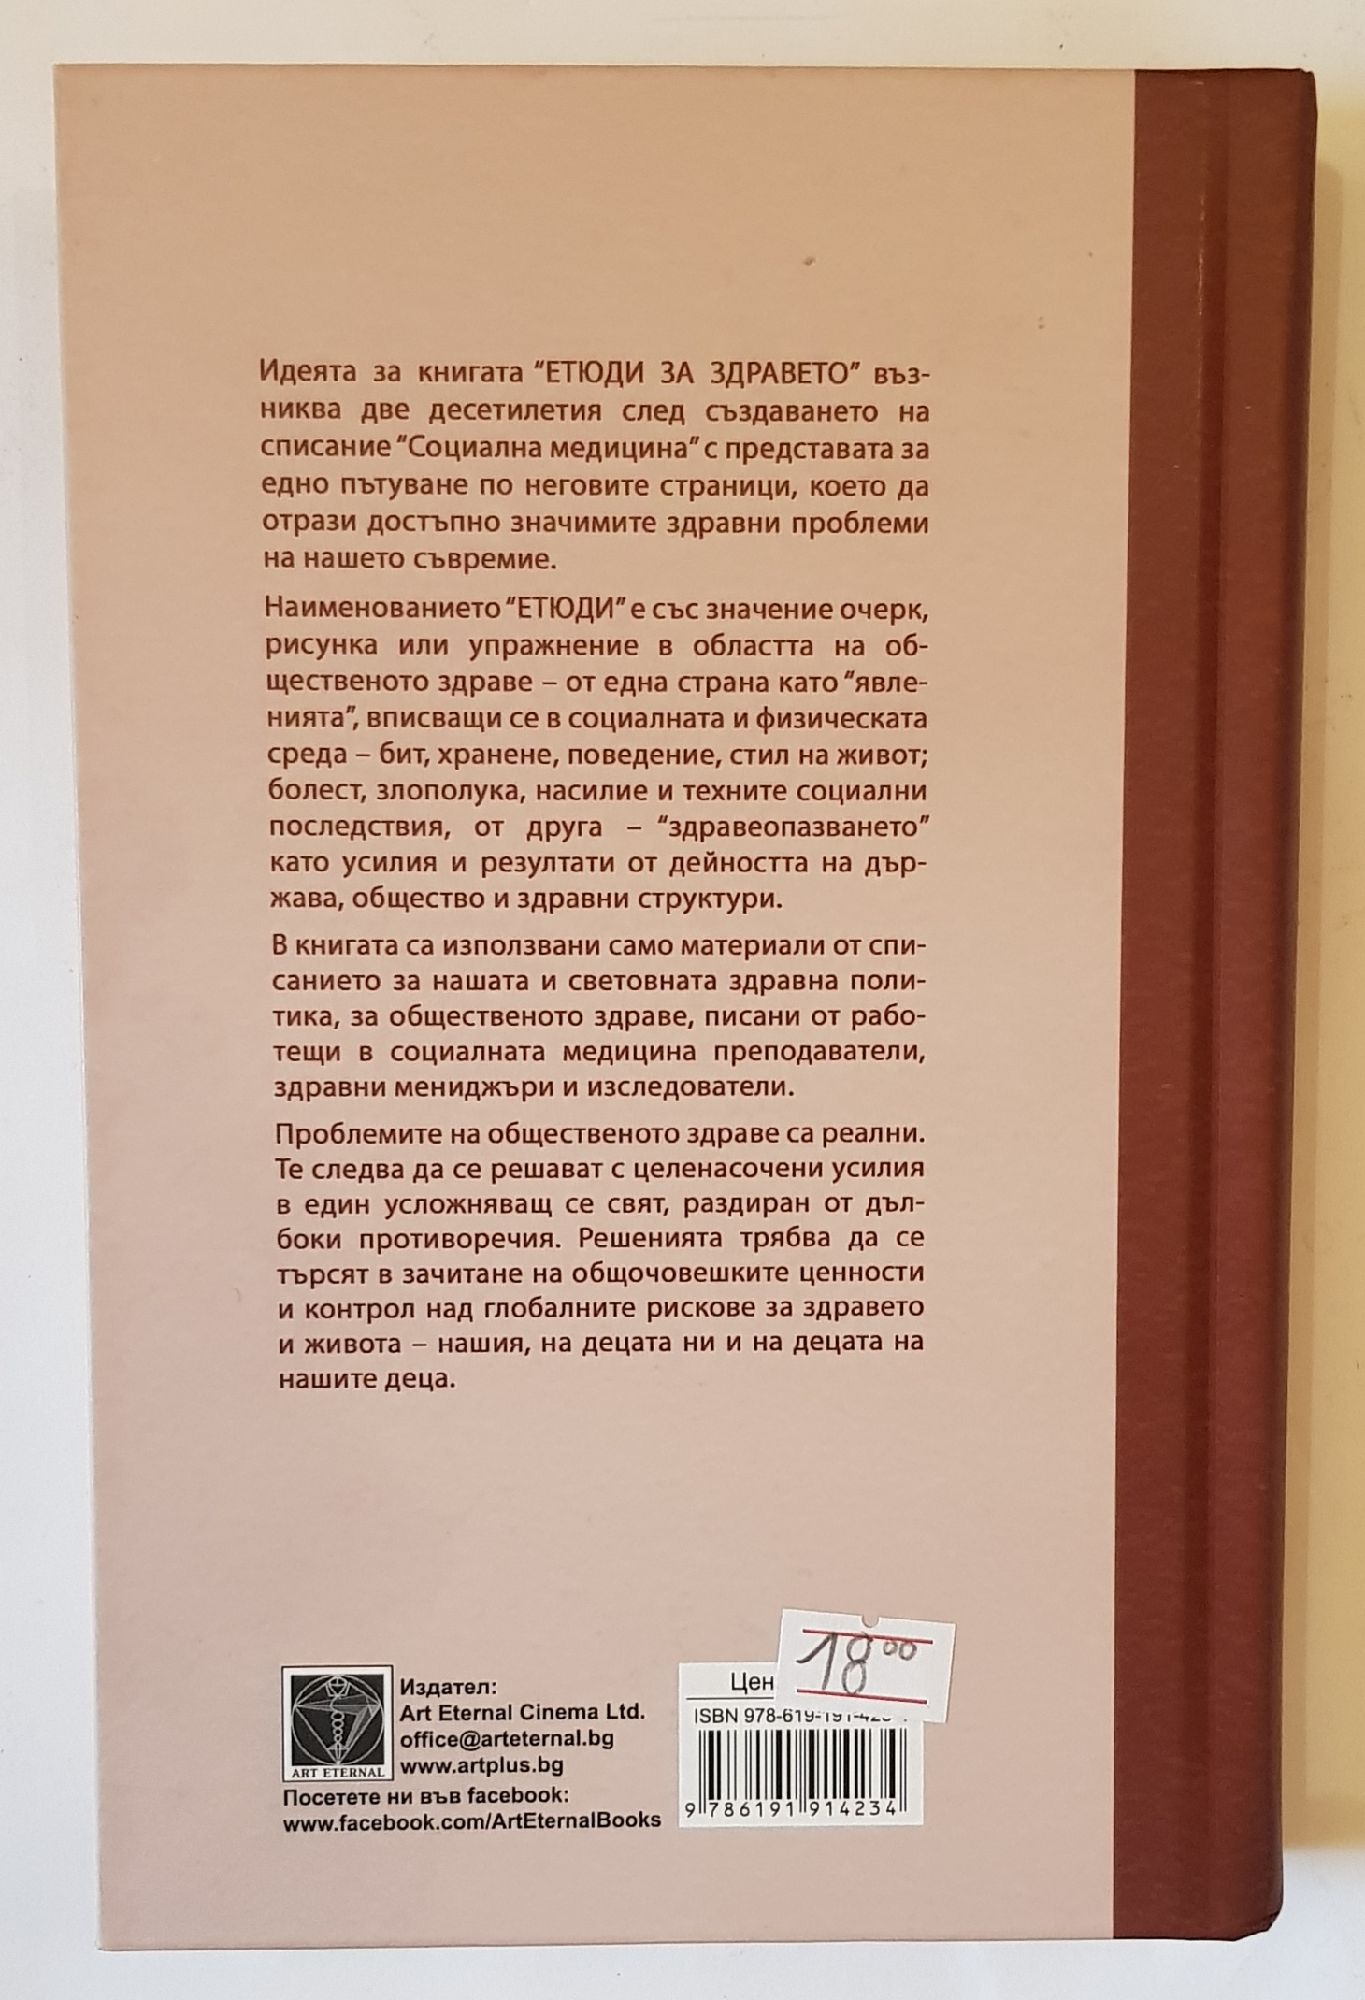 Идеята за книгата “ЕТЮДИ ЗА ЗДРАВЕТО” въз-
никва две десетилетия след създаването на
списание “Социална медицина” с представата за
едно пътуване по неговите страници, което да
отрази достъпно значимите здравни проблеми
на нашето съвремие.
Наименованието “ЕТЮДИ” е със значение очерк,
рисунка или упражнение в областта на об-
щественото здраве – от една страна като “явле-
нията”, вписващи се в социалната и физическата
среда – бит, хранене, поведение, стил на живот;
болест, злополука, насилие и техните социални
последствия, от друга – “здравеопазването”
като усилия и резултати от дейността на дър-
жава, общество и здравни структури.
В книгата са използвани само материали от спи-
санието за нашата и световната здравна поли-
тика, за общественото здраве, писани от рабо-
тещи в социалната медицина преподаватели,
здравни мениджъри и изследователи.
Проблемите на общественото здраве са реални.
Те следва да се решават с целенасочени усилия
в един усложняващ се свят, раздиран от дъл-
боки противоречия. Решенията трябва да се
търсят в зачитане на общочовешките ценности
и контрол над глобалните рискове за здравето
и живота – нашия, на децата ни и на децата на
нашите деца.
ART ETERNAL
Издател:
Art Eternal Cinema Ltd.
office@arteternal.bg
www.artplus.bg
Посетете ни във facebook:
www.facebook.com/ArtEternalBooks
18 00
Цен
ISBN 978-619-191-42
9 786191 914234